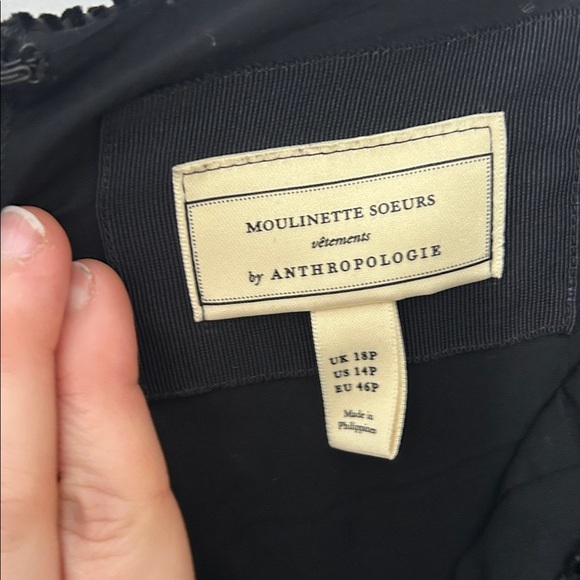 MOULINETTE SOEURS
vêtements
by ANTHROPOLOGIE
UK 18P
US 14P
EU 46P
Made in
Philippines